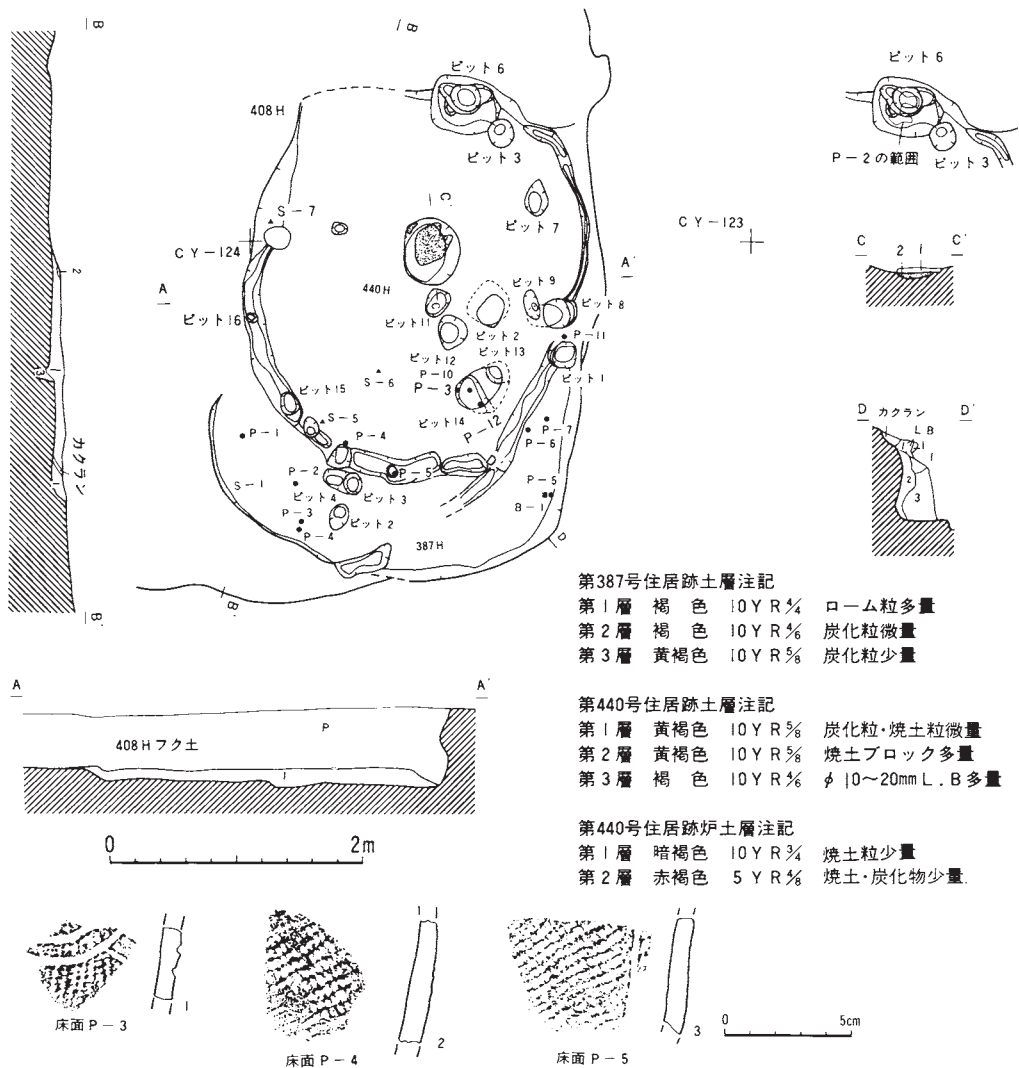 B
B
ピット6
408H
ピット3
S-7
C
ピット7
CY-124
CY-123
A
A'
440H
ピット9
ピット8
ピット16
ピット11
ピット2
P-11
ピット12
ピット13
P-10
ピット1
S-6
P-3
ピット15
ピット14
P-12
S-5
P-1
P-4
P-7
P-6
P-2
P-5
P-5
S-1
ピット4
ピット3
B-1
P-3
ピット2
P-4
387H
D
B'
B'
2
3
1
1
カクラン
ピット6
P-2の範囲
ピット3
C
C'
2
1
D
カクラン
D'
L B
1
1
2
3
第387号住居跡土層注記
第1層 褐色 10YR4/4 ローム粒多量
第2層 褐色 10YR4/6 炭化粒微量
第3層 黄褐色 10YR5/8 炭化粒少量
第440号住居跡土層注記
第1層 黄褐色 10YR5/8 炭化粒・焼土粒微量
第2層 黄褐色 10YR5/8 焼土ブロック多量
第3層 褐色 10YR4/6 φ10~20mm L.B多量
第440号住居跡炉土層注記
第1層 暗褐色 10YR3/4 焼土粒少量
第2層 赤褐色 5YR4/8 焼土・炭化物少量.
A
A'
P
408Hフク土
1
0 2m
1
床面P-3
2
床面P-4
3
床面P-5
0 5cm